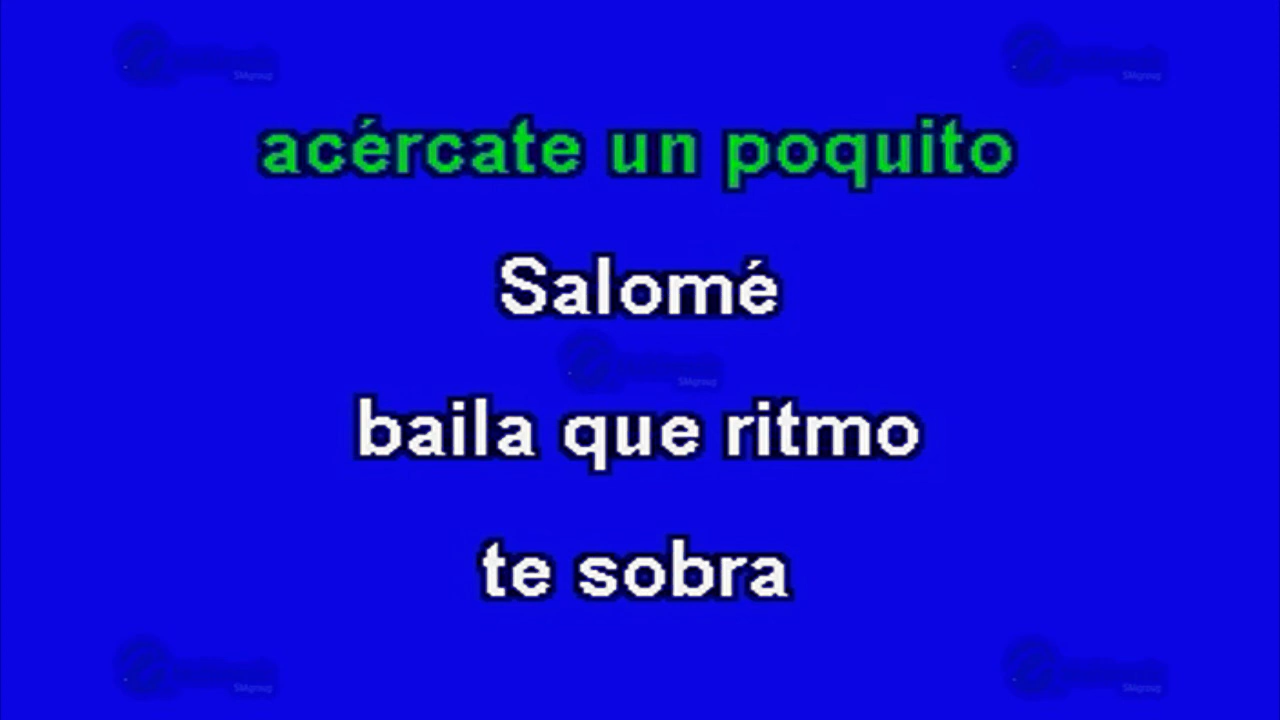 acércate un poquito
Salomé
baila que ritmo
te sobra